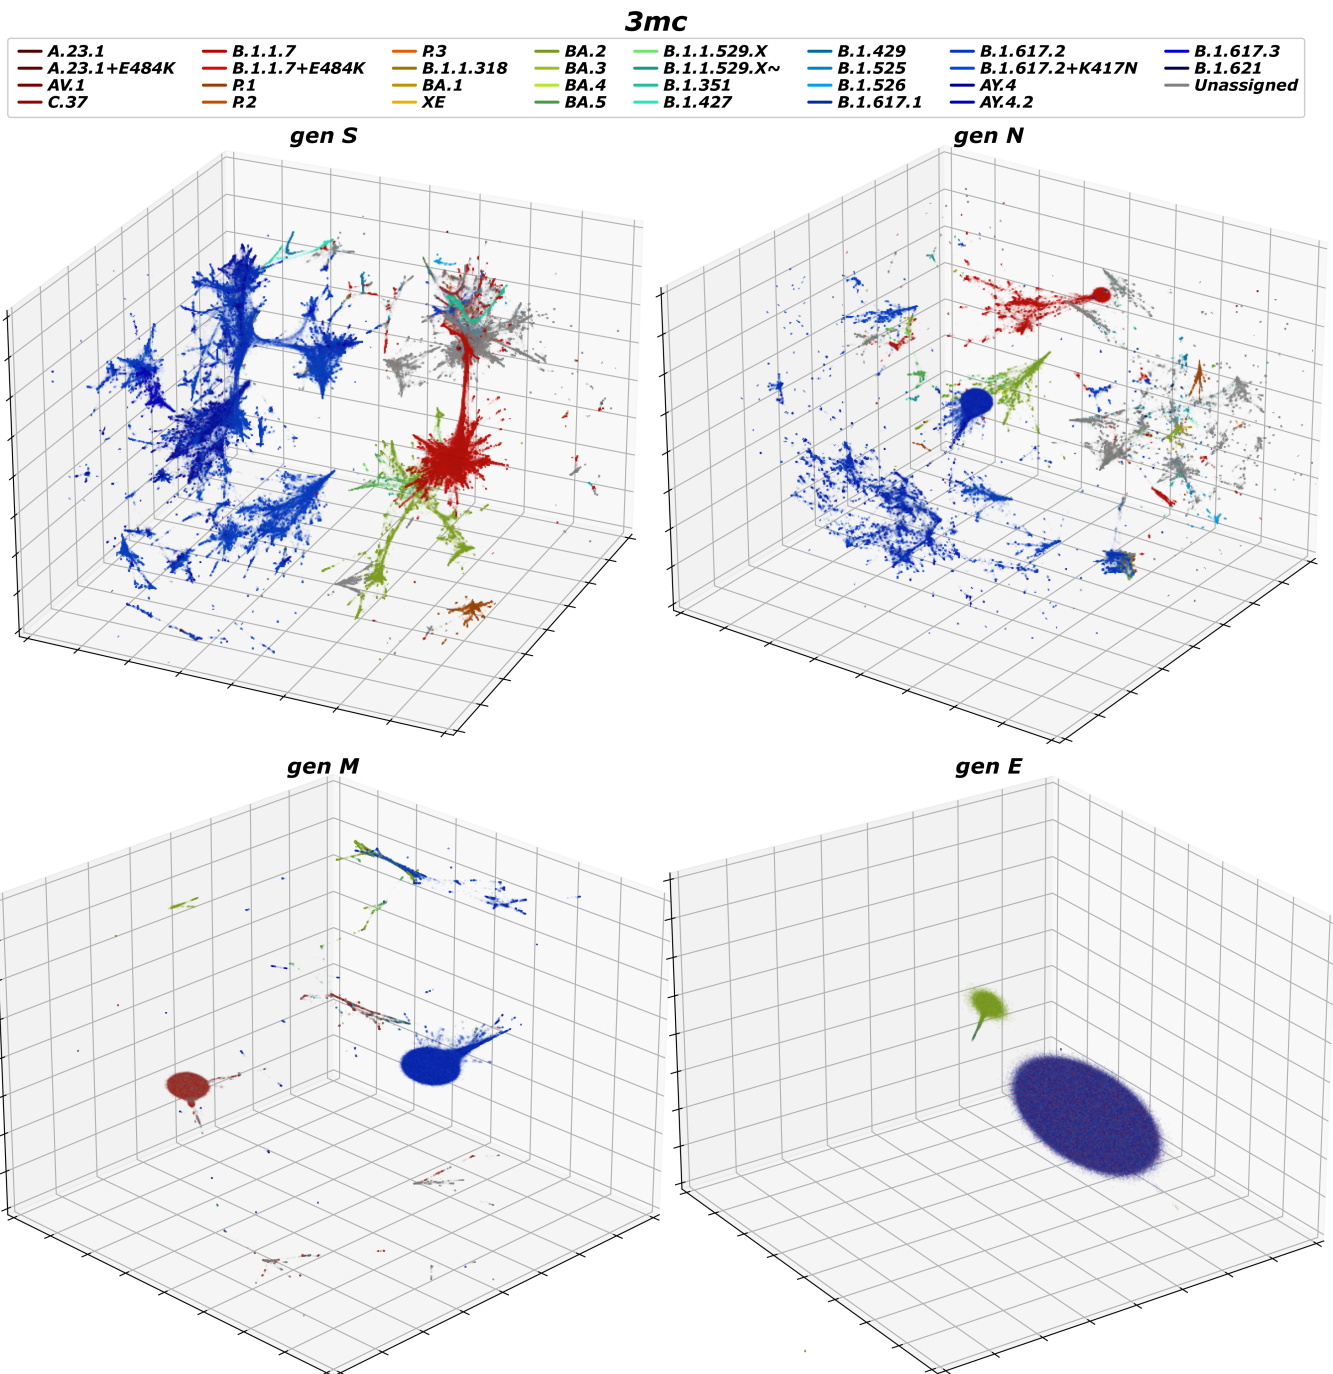 3mc
A.23.1 B.1.1.7 P.3 BA.2 B.1.1.529.X B.1.429 B.1.617.2 B.1.617.3
A.23.1+E484K B.1.1.7+E484K B.1.1.318 BA.3 B.1.1.529.X~ B.1.525 B.1.617.2+K417N B.1.621
AV.1 P.1 BA.1 BA.4 B.1.351 B.1.526 AY.4 Unassigned
C.37 P.2 XE BA.5 B.1.427 B.1.617.1 AY.4.2
gen S gen N
gen M gen E